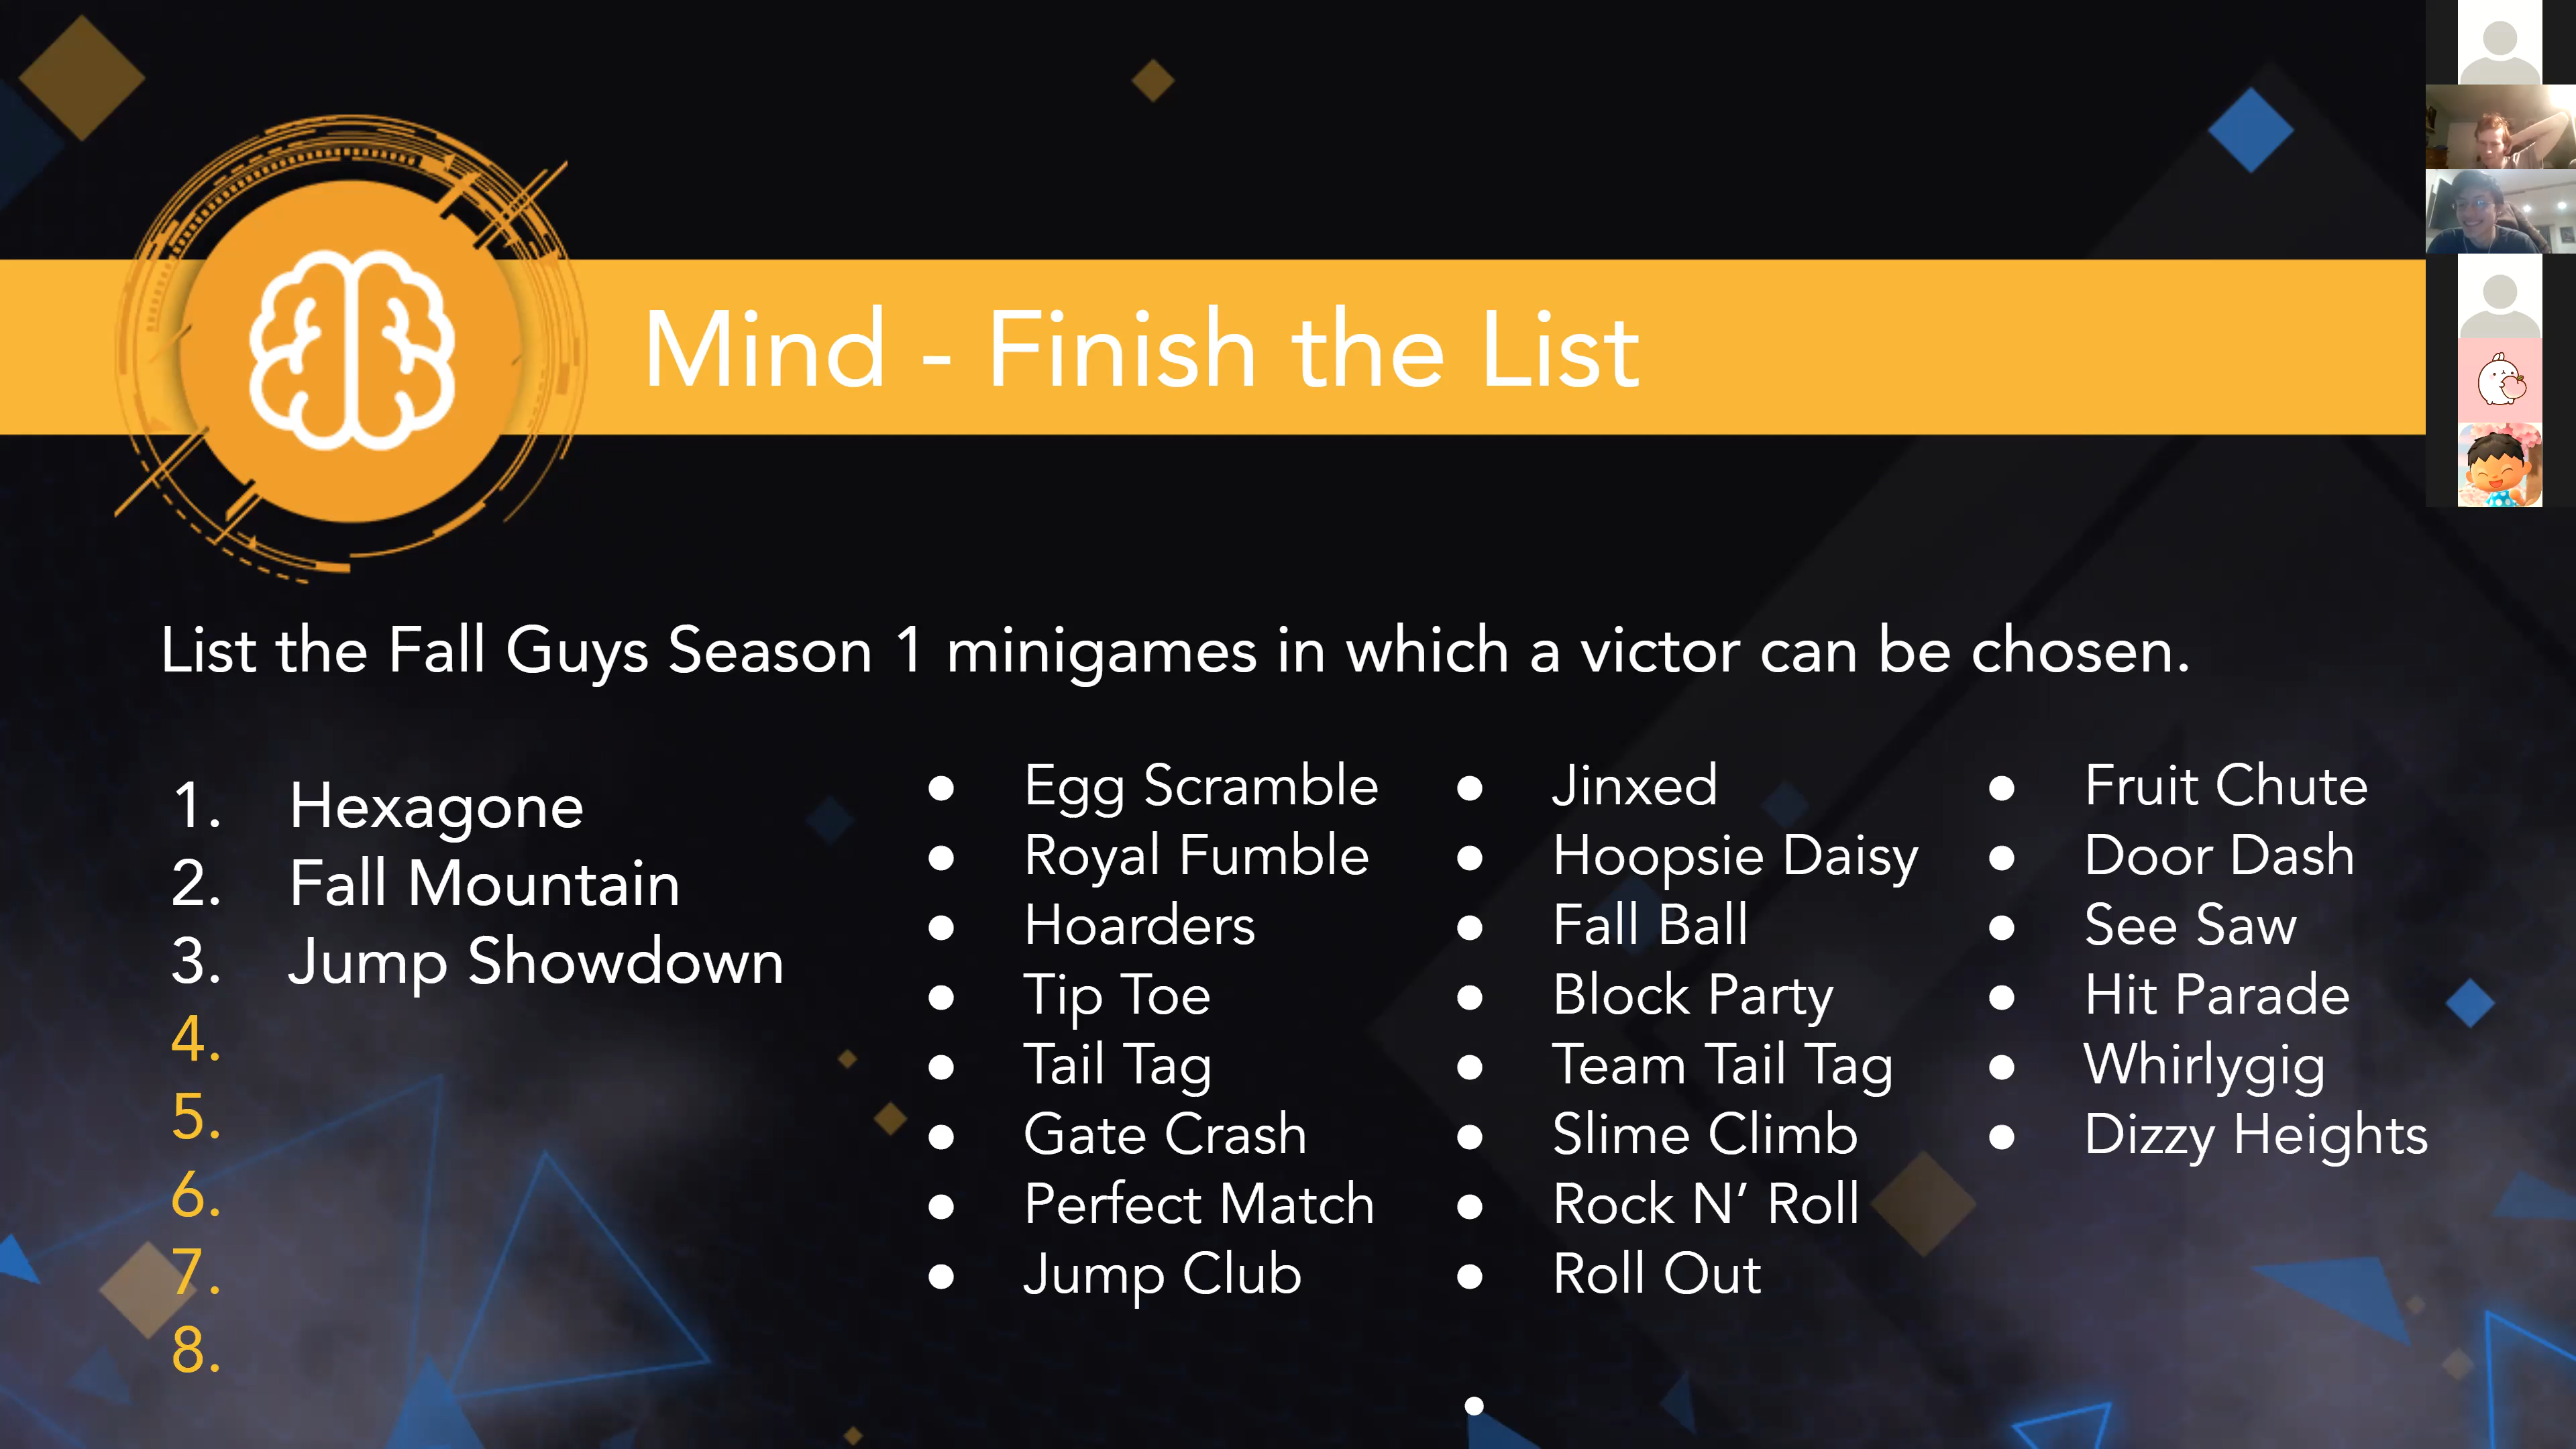 Mind - Finish the List
List the Fall Guys Season 1 minigames in which a victor can be chosen.
1. Hexagone
2. Fall Mountain
3. Jump Showdown
4.
5.
6.
7.
8.
● Egg Scramble
● Royal Fumble
● Hoarders
● Tip Toe
● Tail Tag
● Gate Crash
● Perfect Match
● Jump Club
● Jinxed
● Hoopsie Daisy
● Fall Ball
● Block Party
● Team Tail Tag
● Slime Climb
● Rock N’ Roll
● Roll Out
● Fruit Chute
● Door Dash
● See Saw
● Hit Parade
● Whirlygig
● Dizzy Heights